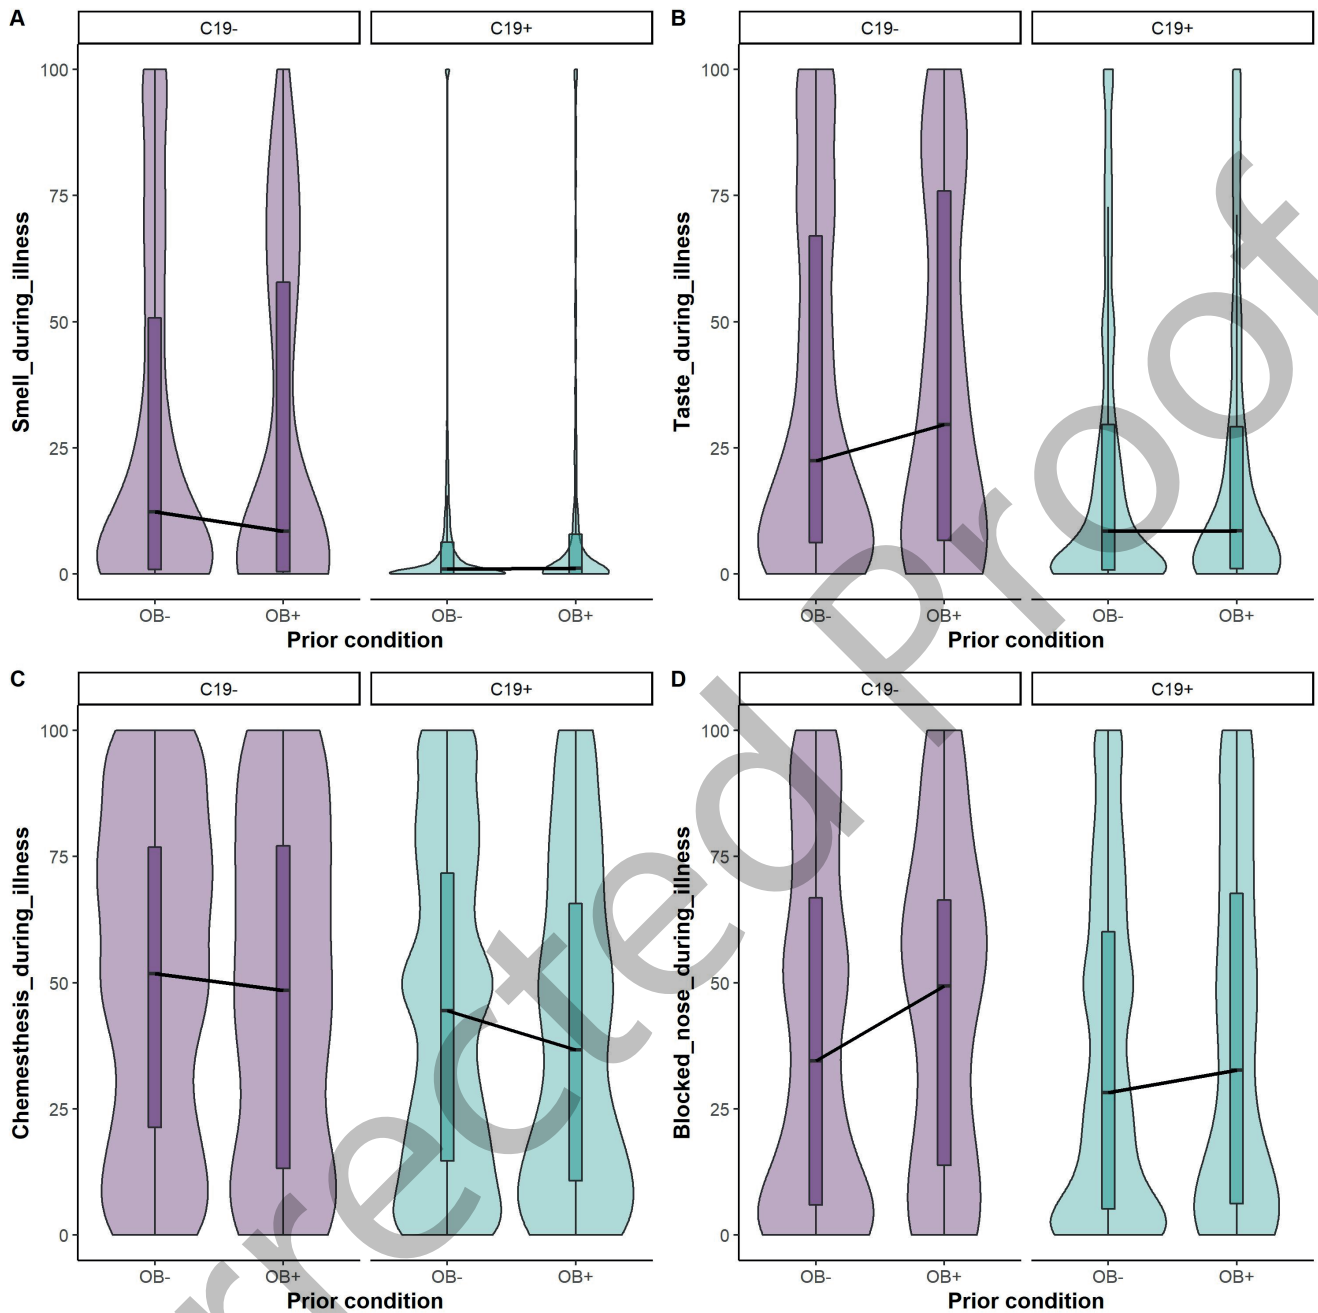 A
C19-
C19+
Smell_during_illness
100
75
50
25
0
OB-
OB+
OB-
OB+
Prior condition
B
C19-
C19+
Taste_during_illness
100
75
50
25
0
OB-
OB+
OB-
OB+
Prior condition
C
C19-
C19+
Chemesthesis_during_illness
100
75
50
25
0
OB-
OB+
OB-
OB+
Prior condition
D
C19-
C19+
Blocked_nose_during_illness
100
75
50
25
0
OB-
OB+
OB-
OB+
Prior condition
rrected Proof